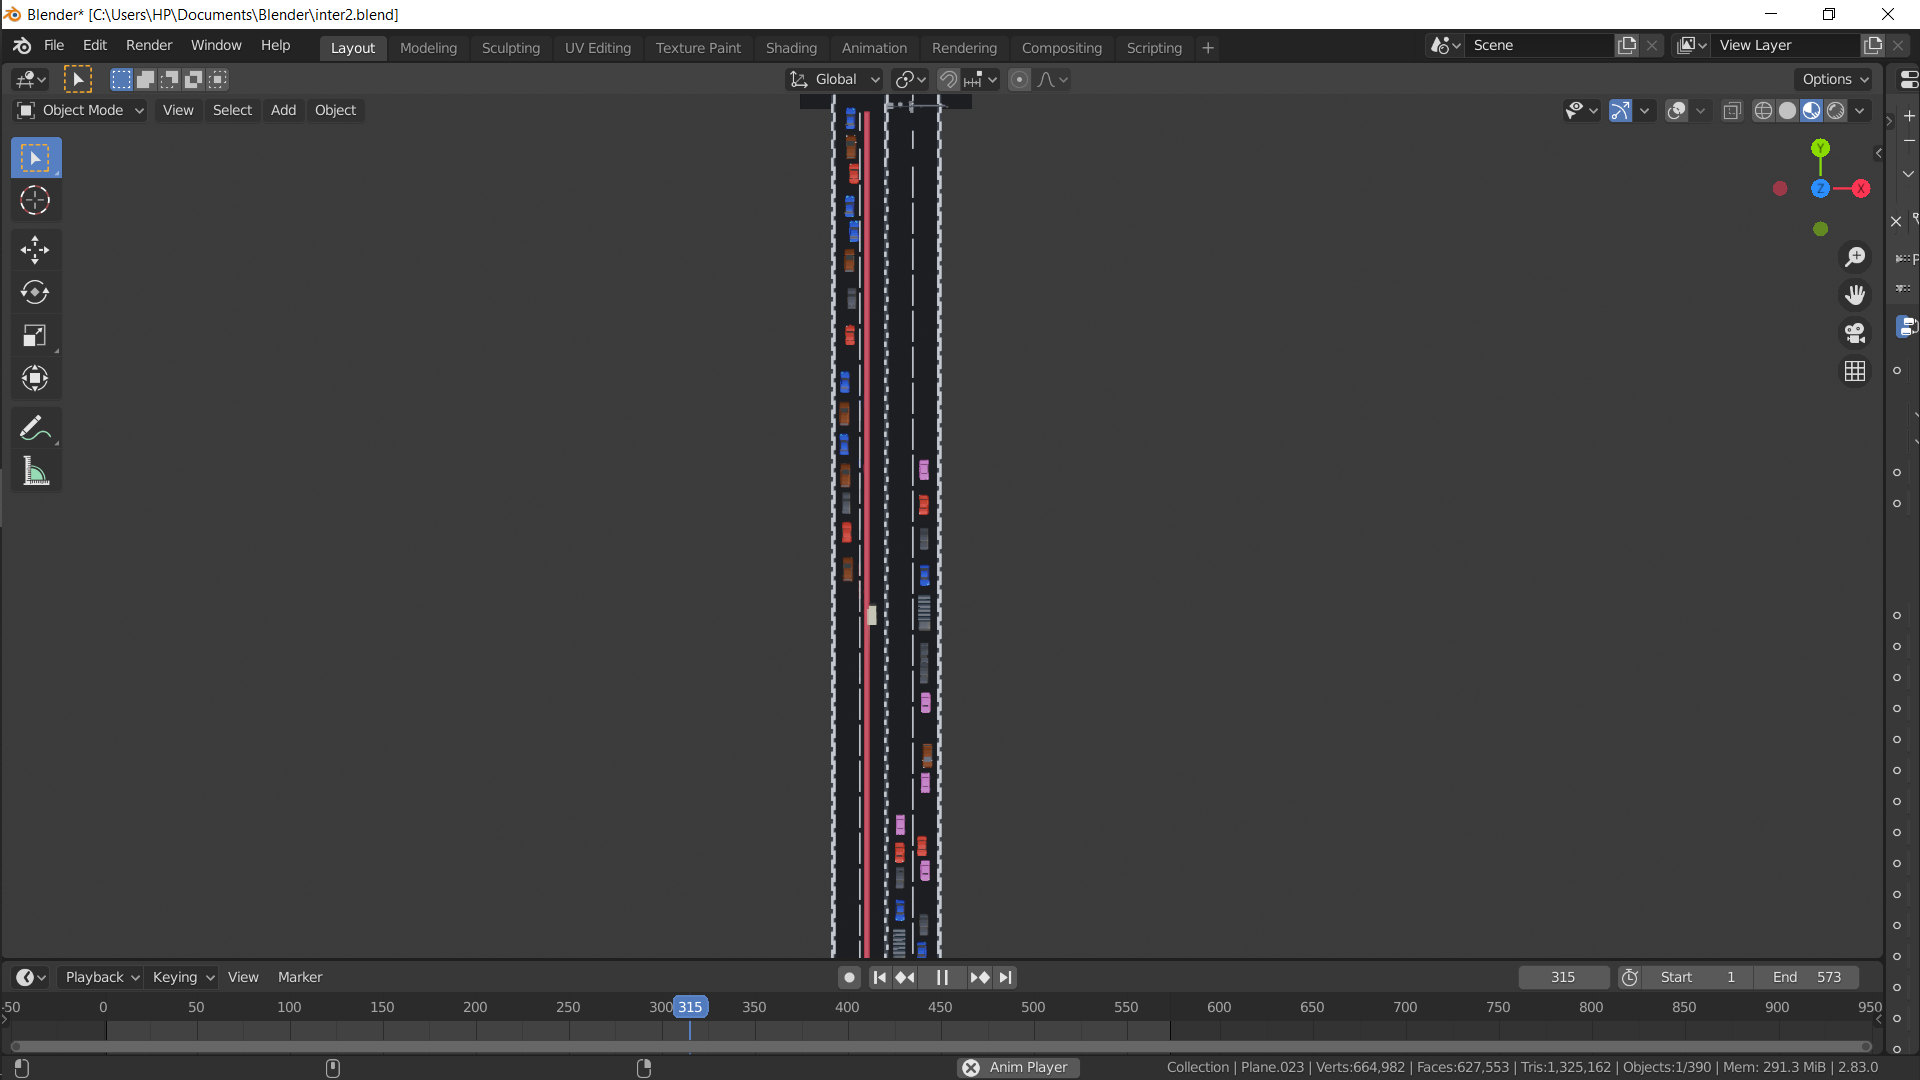 Blender* [C:\Users\HP\Documents\Blender\inter2.blend]
File Edit Render Window Help Layout Modeling Sculpting UV Editing Texture Paint Shading Animation Rendering Compositing Scripting + Scene View Layer
Global Options
Object Mode View Select Add Object
Y
Z X
Playback Keying View Marker 315 Start 1 End 573
-50 0 50 100 150 200 250 300 315 350 400 450 500 550 600 650 700 750 800 850 900 950
Anim Player Collection | Plane.023 | Verts:664,982 | Faces:627,553 | Tris:1,325,162 | Objects:1/390 | Mem: 291.3 MiB | 2.83.0